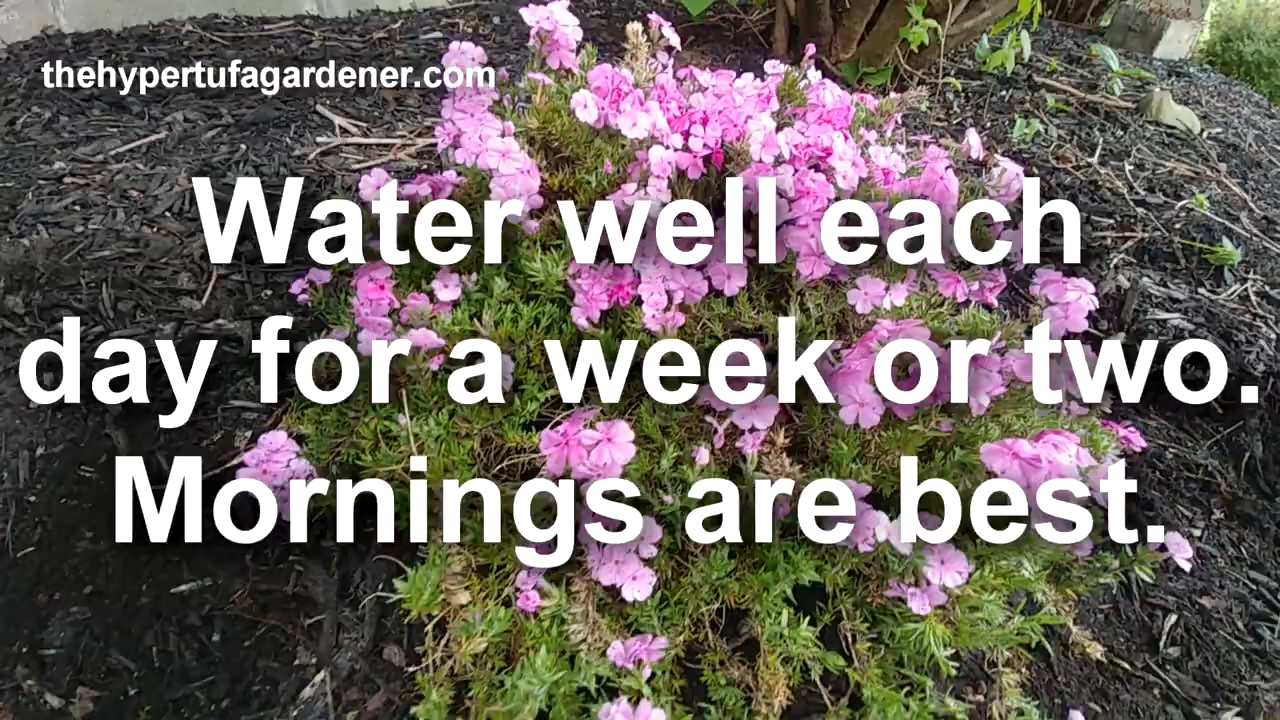 thehypertufagardener.com
Water well each
day for a week or two.
Mornings are best.